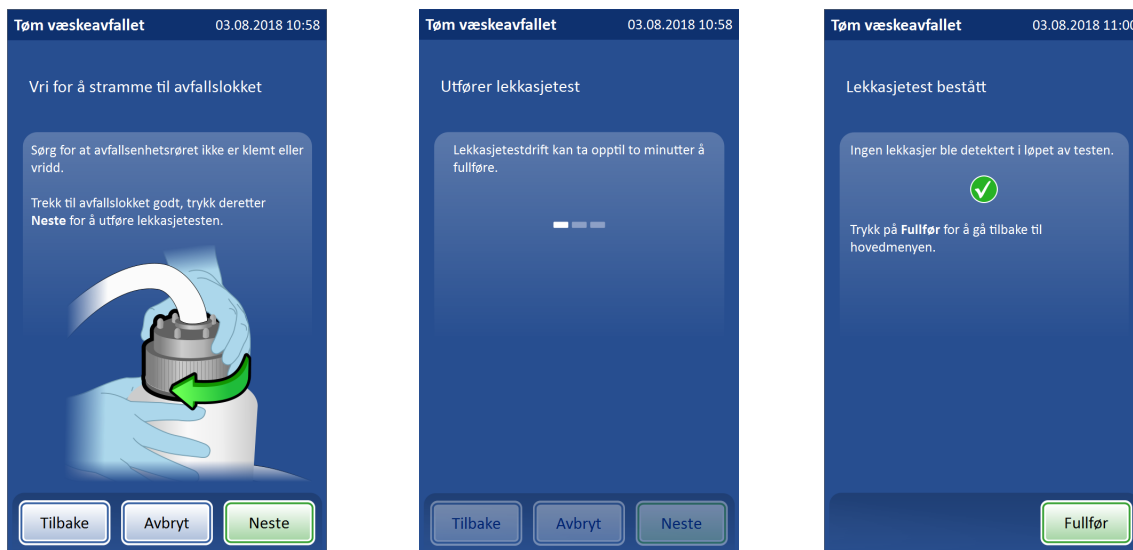 Tøm væskeavfallet 03.08.2018 10:58
Vri for å stramme til avfallslokket
Sørg for at avfallsenhetsrøret ikke er klemt eller
vridd.
Trekk til avfallslokket godt, trykk deretter
Neste for å utføre lekkasjetesten.
Tilbake Avbryt Neste
Tøm væskeavfallet 03.08.2018 10:58
Utfører lekkasjetest
Lekkasjetestdrift kan ta opptil to minutter å
fullføre.
Tilbake Avbryt Neste
Tøm væskeavfallet 03.08.2018 11:00
Lekkasjetest bestått
Ingen lekkasjer ble detektert i løpet av testen.
Trykk på Fullfør for å gå tilbake til
hovedmenyen.
Fullfør